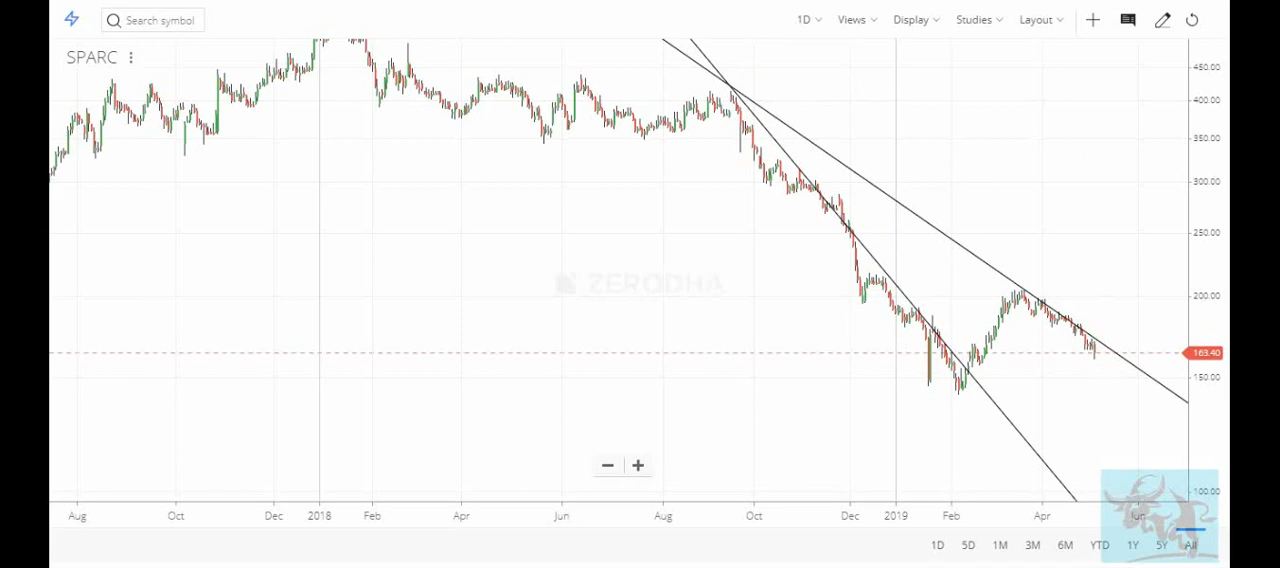 Search symbol 1D Views Display Studies Layout
SPARC
450.00
400.00
350.00
300.00
250.00
ZERODHA
200.00
163.40
150.00
100.00
Aug Oct Dec 2018 Feb Apr Jun Aug Oct Dec 2019 Feb Apr Jun
1D 5D 1M 3M 6M YTD 1Y 5Y All